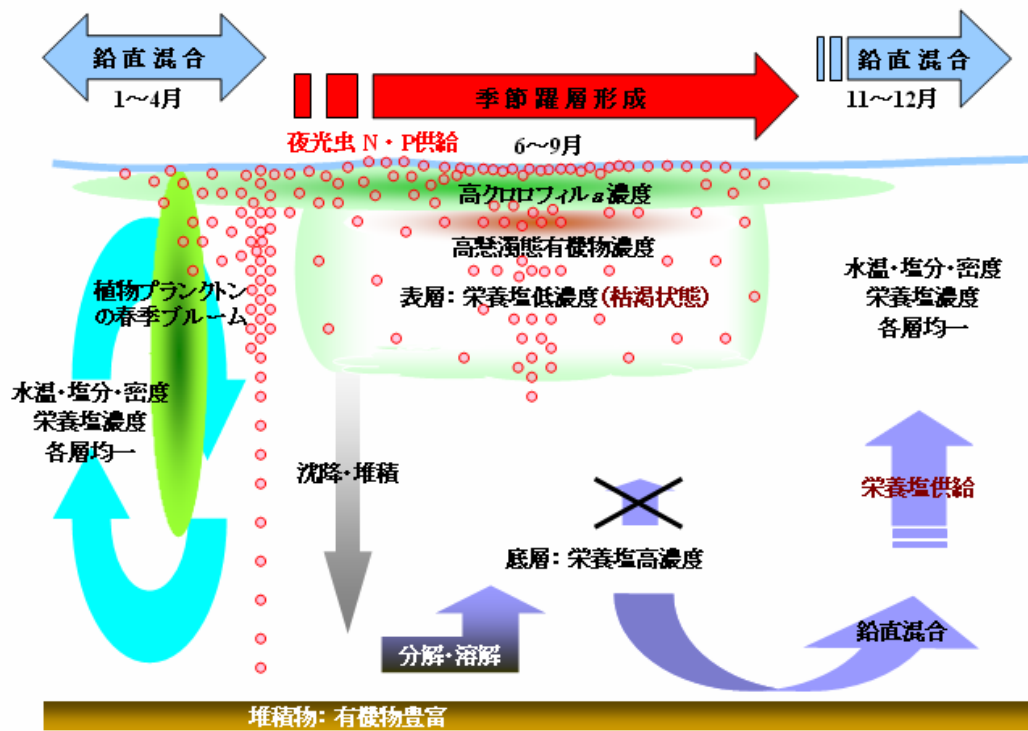 鉛直混合
1～4月
季節躍層形成
6～9月
鉛直混合
11～12月
夜光虫 N・P供給
高クロロフィルa濃度
高懸濁態有機物濃度
表層：栄養塩低濃度(枯渇状態)
植物プランクトン
の春季ブルーム
水温・塩分・密度
栄養塩濃度
各層均一
水温・塩分・密度
栄養塩濃度
各層均一
沈降・堆積
栄養塩供給
底層：栄養塩高濃度
分解・溶解
鉛直混合
堆積物：有機物豊富